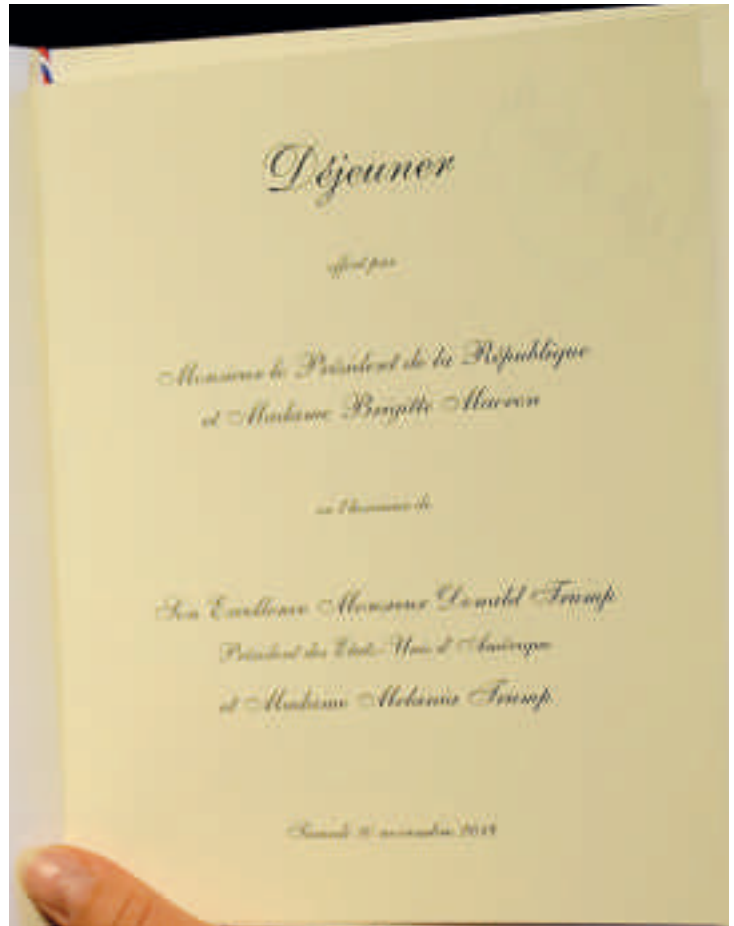 Déjeuner
offert par
Monsieur le Président de la République
et Madame Brigitte Macron
en l'honneur de
Son Excellence Monsieur Donald Trump
Président des États-Unis d'Amérique
et Madame Melania Trump
Samedi novembre 2018